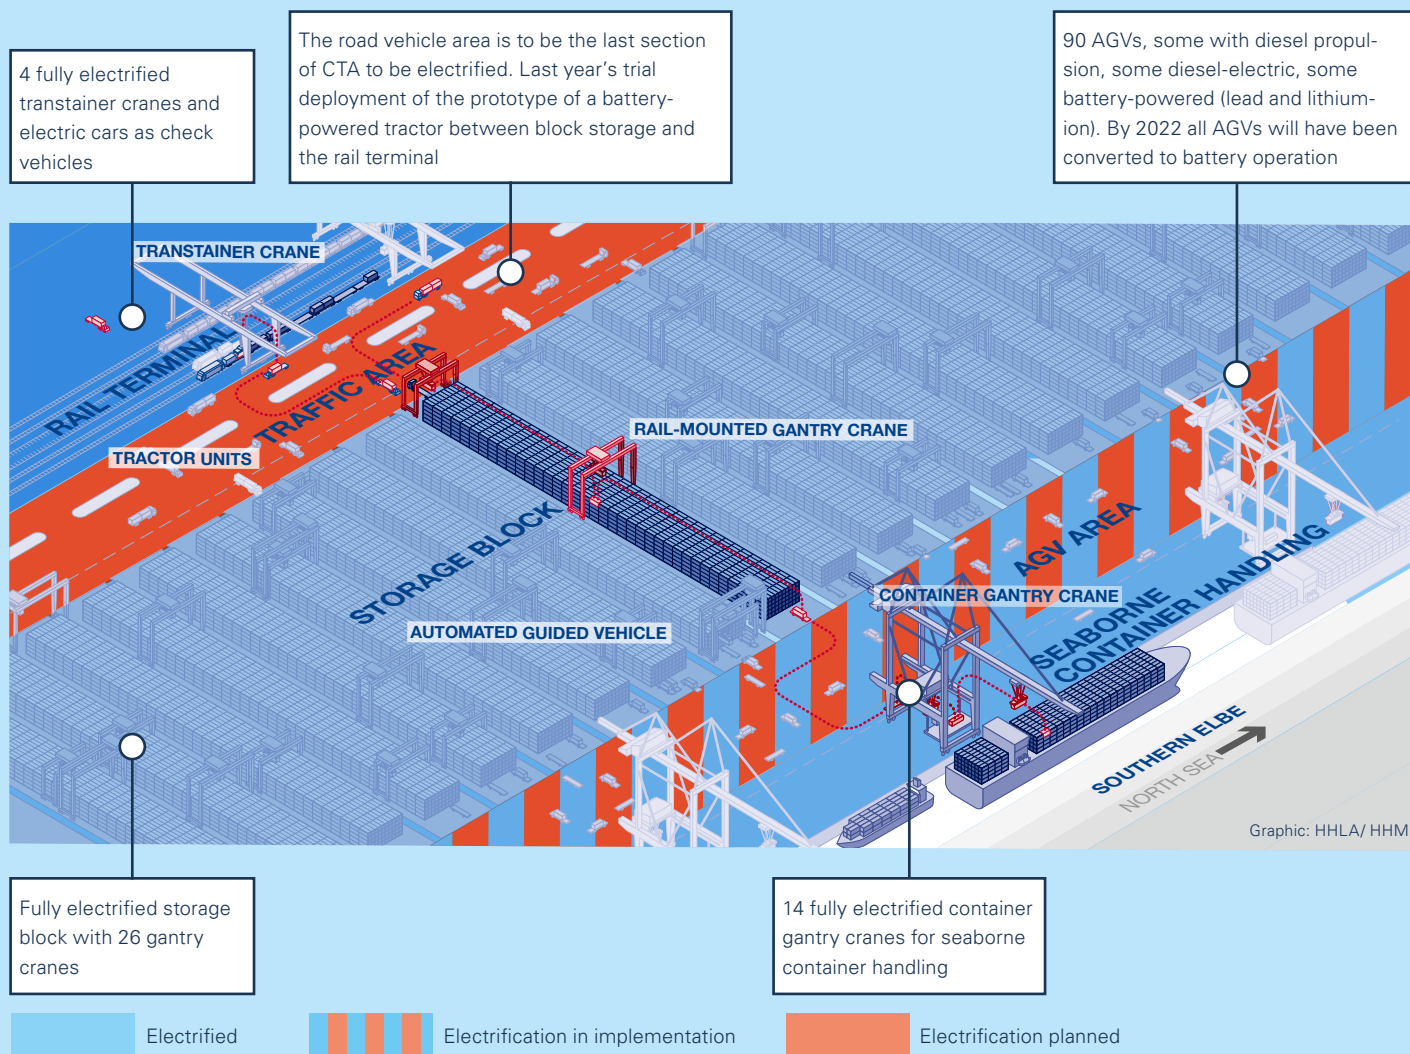 4 fully electrified
transtainer cranes and
electric cars as check
vehicles
The road vehicle area is to be the last section
of CTA to be electrified. Last year’s trial
deployment of the prototype of a battery-
powered tractor between block storage and
the rail terminal
90 AGVs, some with diesel propul-
sion, some diesel-electric, some
battery-powered (lead and lithium-
ion). By 2022 all AGVs will have been
converted to battery operation
TRANSTAINER CRANE
RAIL TERMINAL
TRAFFIC AREA
TRACTOR UNITS
RAIL-MOUNTED GANTRY CRANE
STORAGE BLOCK
AGV AREA
CONTAINER GANTRY CRANE
AUTOMATED GUIDED VEHICLE
SEABORNE
CONTAINER HANDLING
SOUTHERN ELBE
NORTH SEA
Graphic: HHLA/ HHM
Fully electrified storage
block with 26 gantry
cranes
14 fully electrified container
gantry cranes for seaborne
container handling
Electrified
Electrification in implementation
Electrification planned